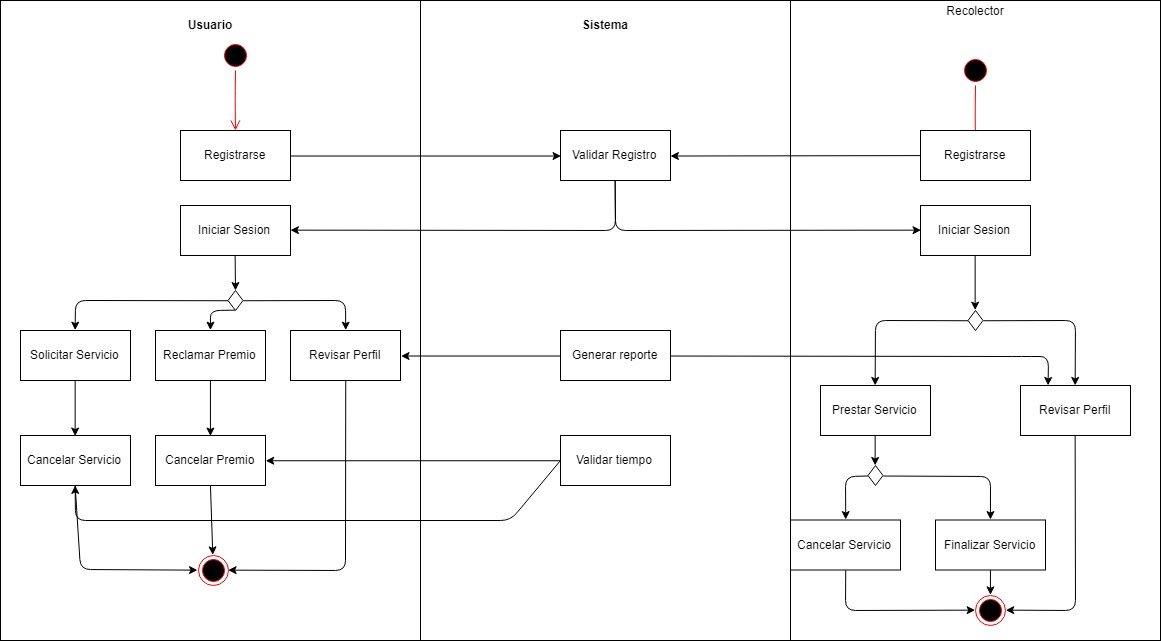 Usuario
Sistema
Recolector
Registrarse
Validar Registro
Registrarse
Iniciar Sesion
Iniciar Sesion
Solicitar Servicio
Reclamar Premio
Revisar Perfil
Generar reporte
Prestar Servicio
Revisar Perfil
Cancelar Servicio
Cancelar Premio
Validar tiempo
Cancelar Servicio
Finalizar Servicio